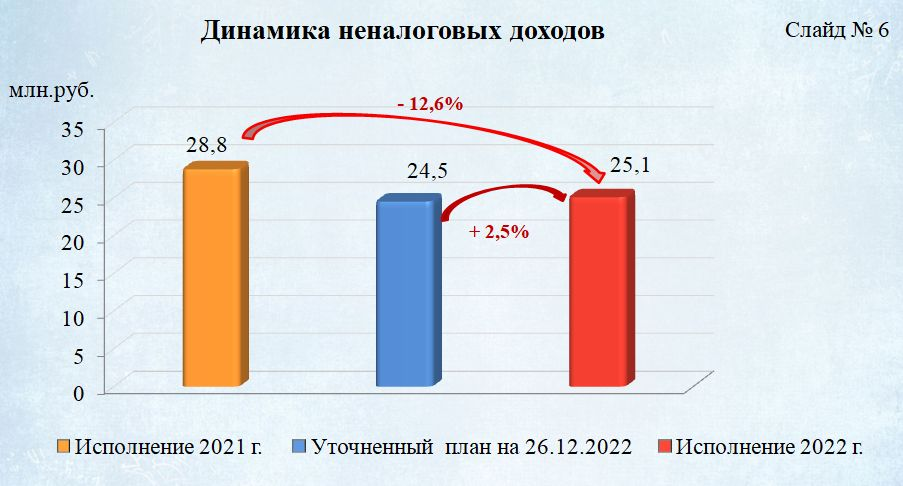 Динамика неналоговых доходов
Слайд № 6
млн.руб.
- 12,6%
35
30
25
20
15
10
5
0
28,8
24,5
25,1
+ 2,5%
Исполнение 2021 г.
Уточненный план на 26.12.2022
Исполнение 2022 г.